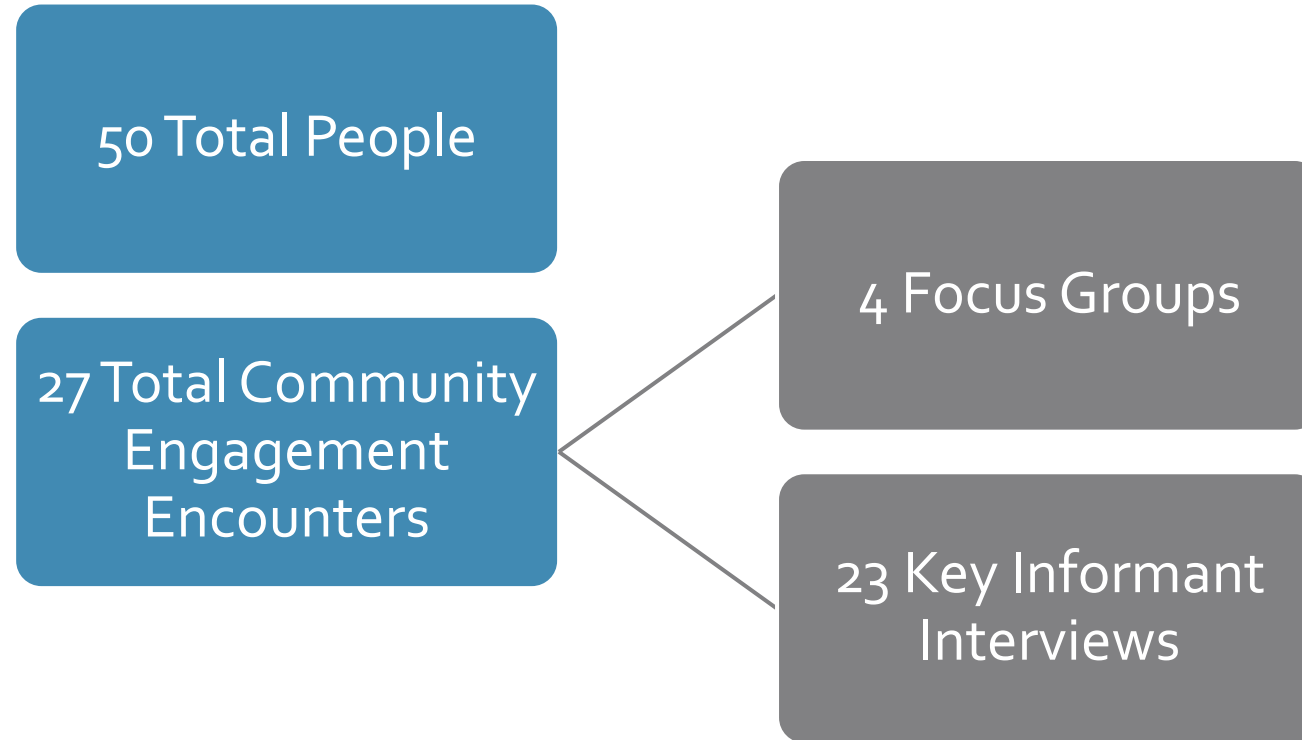 50 Total People
27 Total Community
Engagement
Encounters
4 Focus Groups
23 Key Informant
Interviews